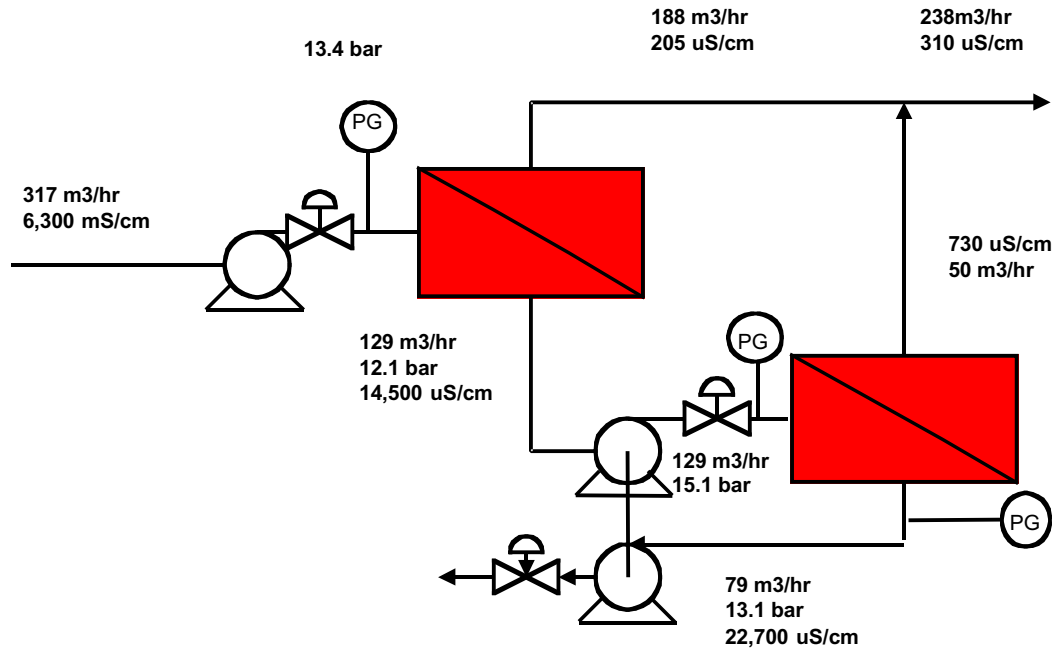 188 m3/hr
205 uS/cm
238m3/hr
310 uS/cm
13.4 bar
PG
317 m3/hr
6,300 mS/cm
730 uS/cm
50 m3/hr
129 m3/hr
12.1 bar
14,500 uS/cm
PG
129 m3/hr
15.1 bar
PG
79 m3/hr
13.1 bar
22,700 uS/cm